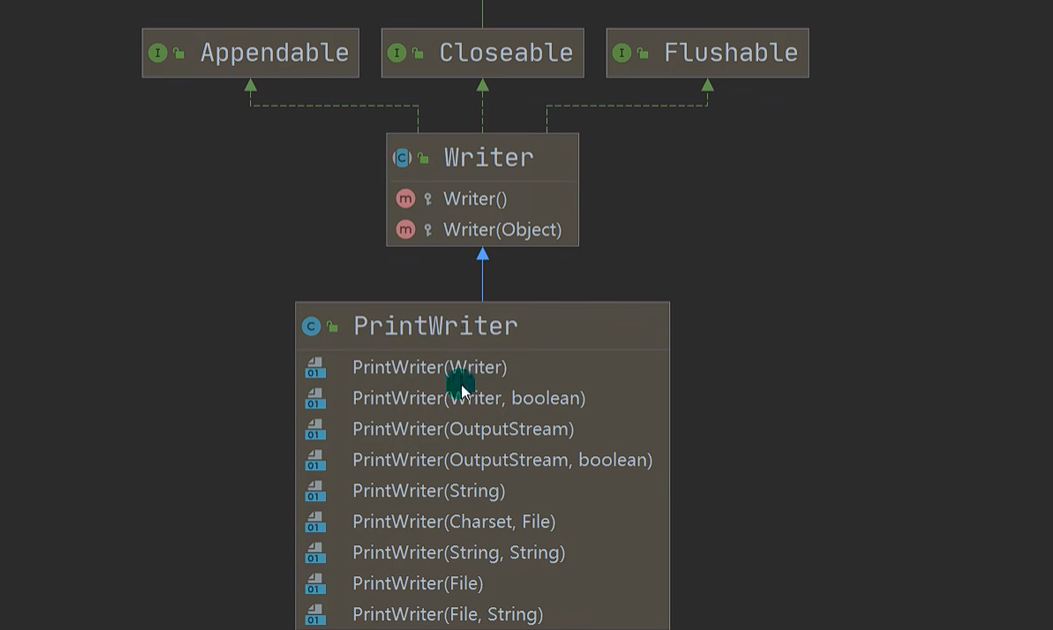 Appendable
Closeable
Flushable
Writer
Writer()
Writer(Object)
PrintWriter
PrintWriter(Writer)
PrintWriter(Writer, boolean)
PrintWriter(OutputStream)
PrintWriter(OutputStream, boolean)
PrintWriter(String)
PrintWriter(Charset, File)
PrintWriter(String, String)
PrintWriter(File)
PrintWriter(File, String)